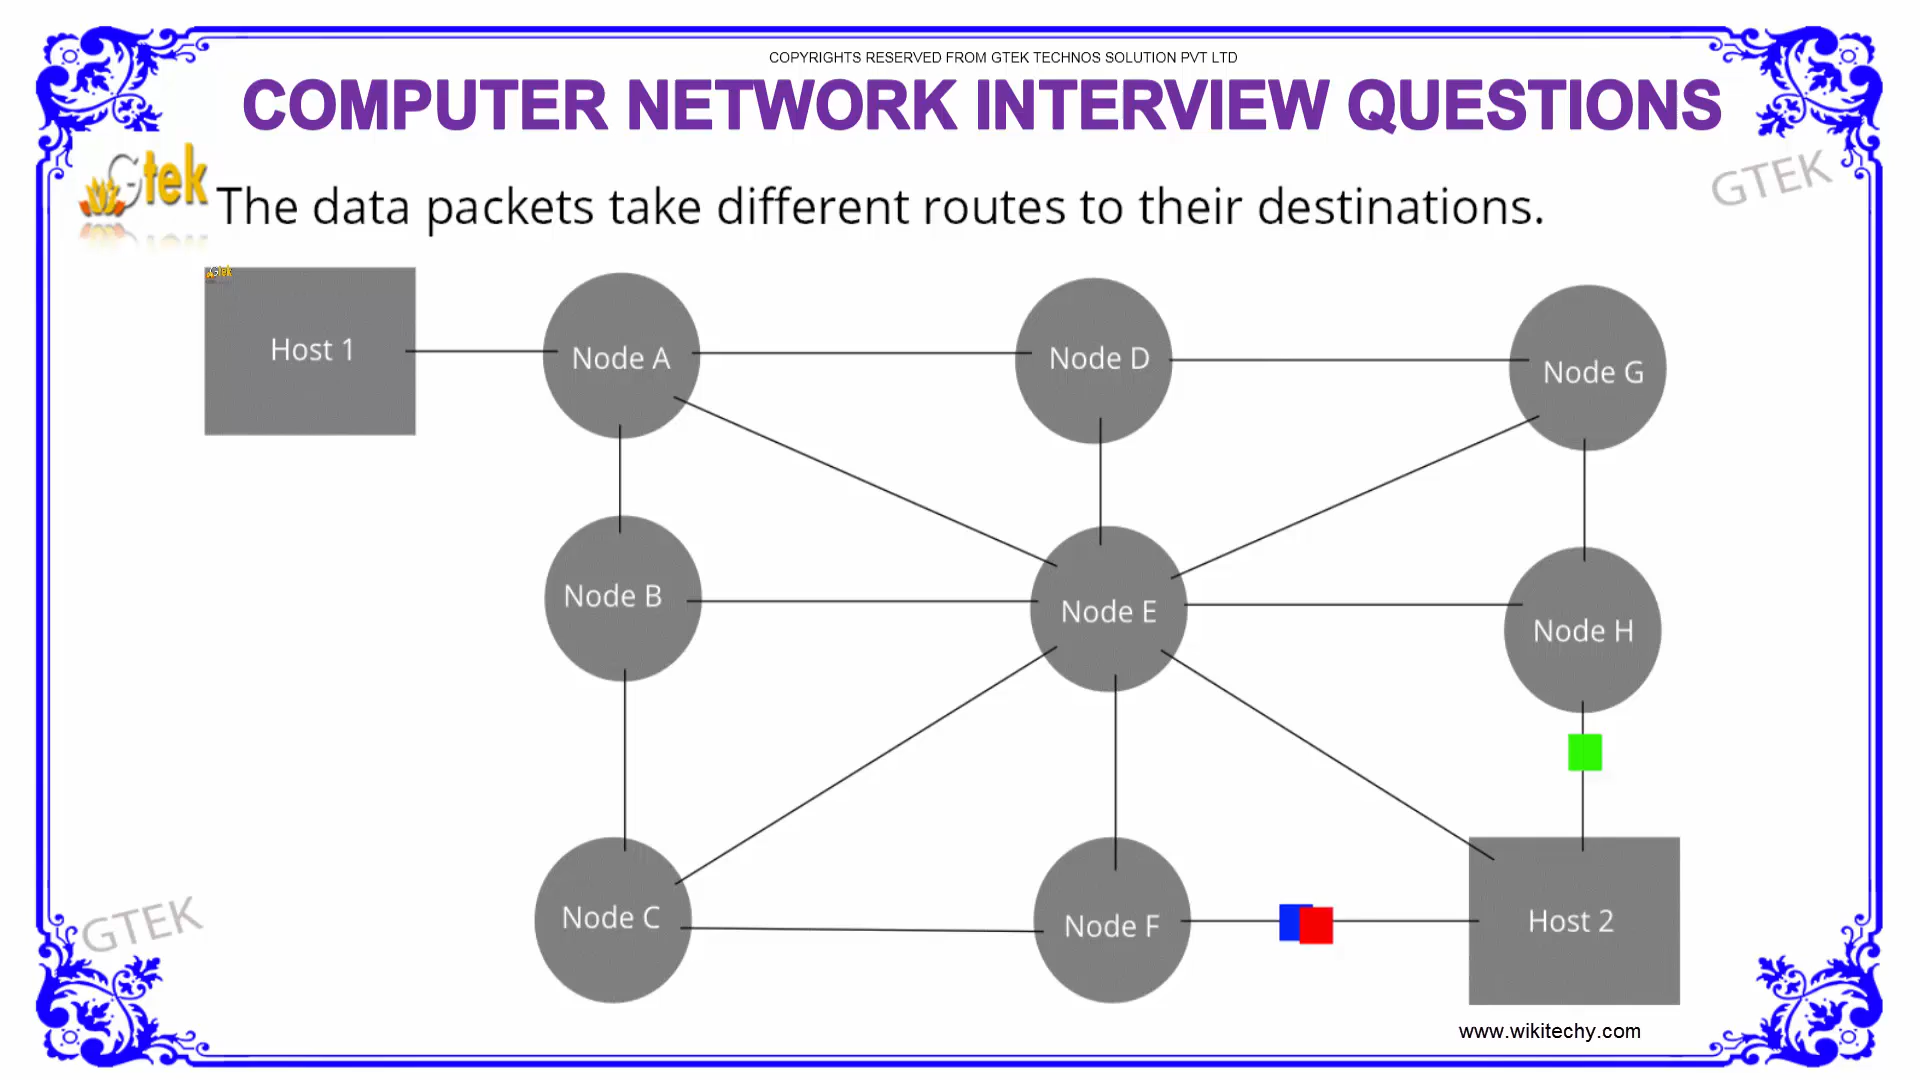 COPYRIGHTS RESERVED FROM GTEK TECHNOS SOLUTION PVT LTD
COMPUTER NETWORK INTERVIEW QUESTIONS
Gtek
GTEK
The data packets take different routes to their destinations.
Gtek
Host 1
Node A
Node D
Node G
Node B
Node E
Node H
Node C
Node F
Host 2
GTEK
www.wikitechy.com